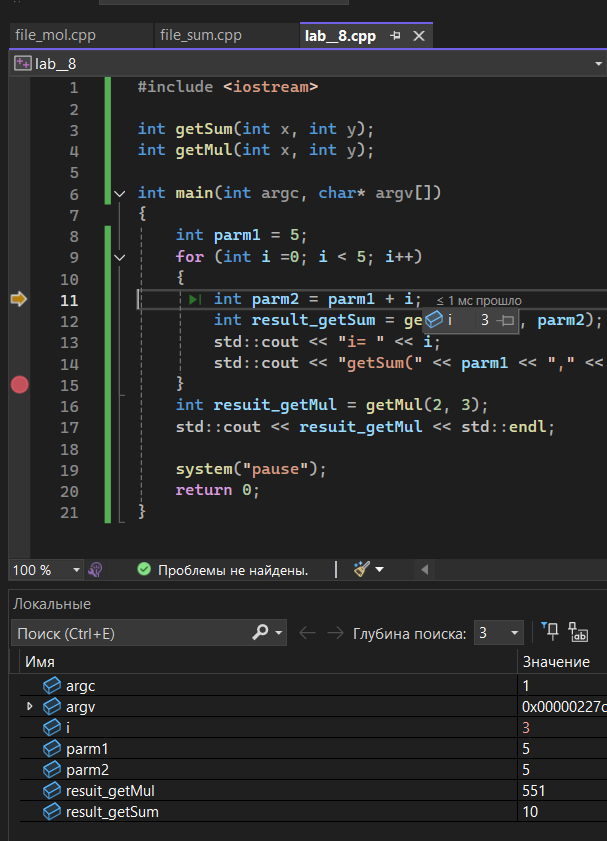 file_mol.cpp file_sum.cpp lab__8.cpp
lab__8
1 #include <iostream>
2
3 int getSum(int x, int y);
4 int getMul(int x, int y);
5
6 int main(int argc, char* argv[])
7 {
8 int parm1 = 5;
9 for (int i =0; i < 5; i++)
10 {
11 int parm2 = parm1 + i; ≤ 1 мс прошло
12 int result_getSum = ge , parm2);
i 3
13 std::cout << "i= " << i;
14 std::cout << "getSum(" << parm1 << "," <<
15 }
16 int resuit_getMul = getMul(2, 3);
17 std::cout << resuit_getMul << std::endl;
18
19 system("pause");
20 return 0;
21 }
100 % Проблемы не найдены.
Локальные
Поиск (Ctrl+E) Глубина поиска: 3
Имя Значение
argc 1
argv 0x00000227c
i 3
parm1 5
parm2 5
resuit_getMul 551
result_getSum 10